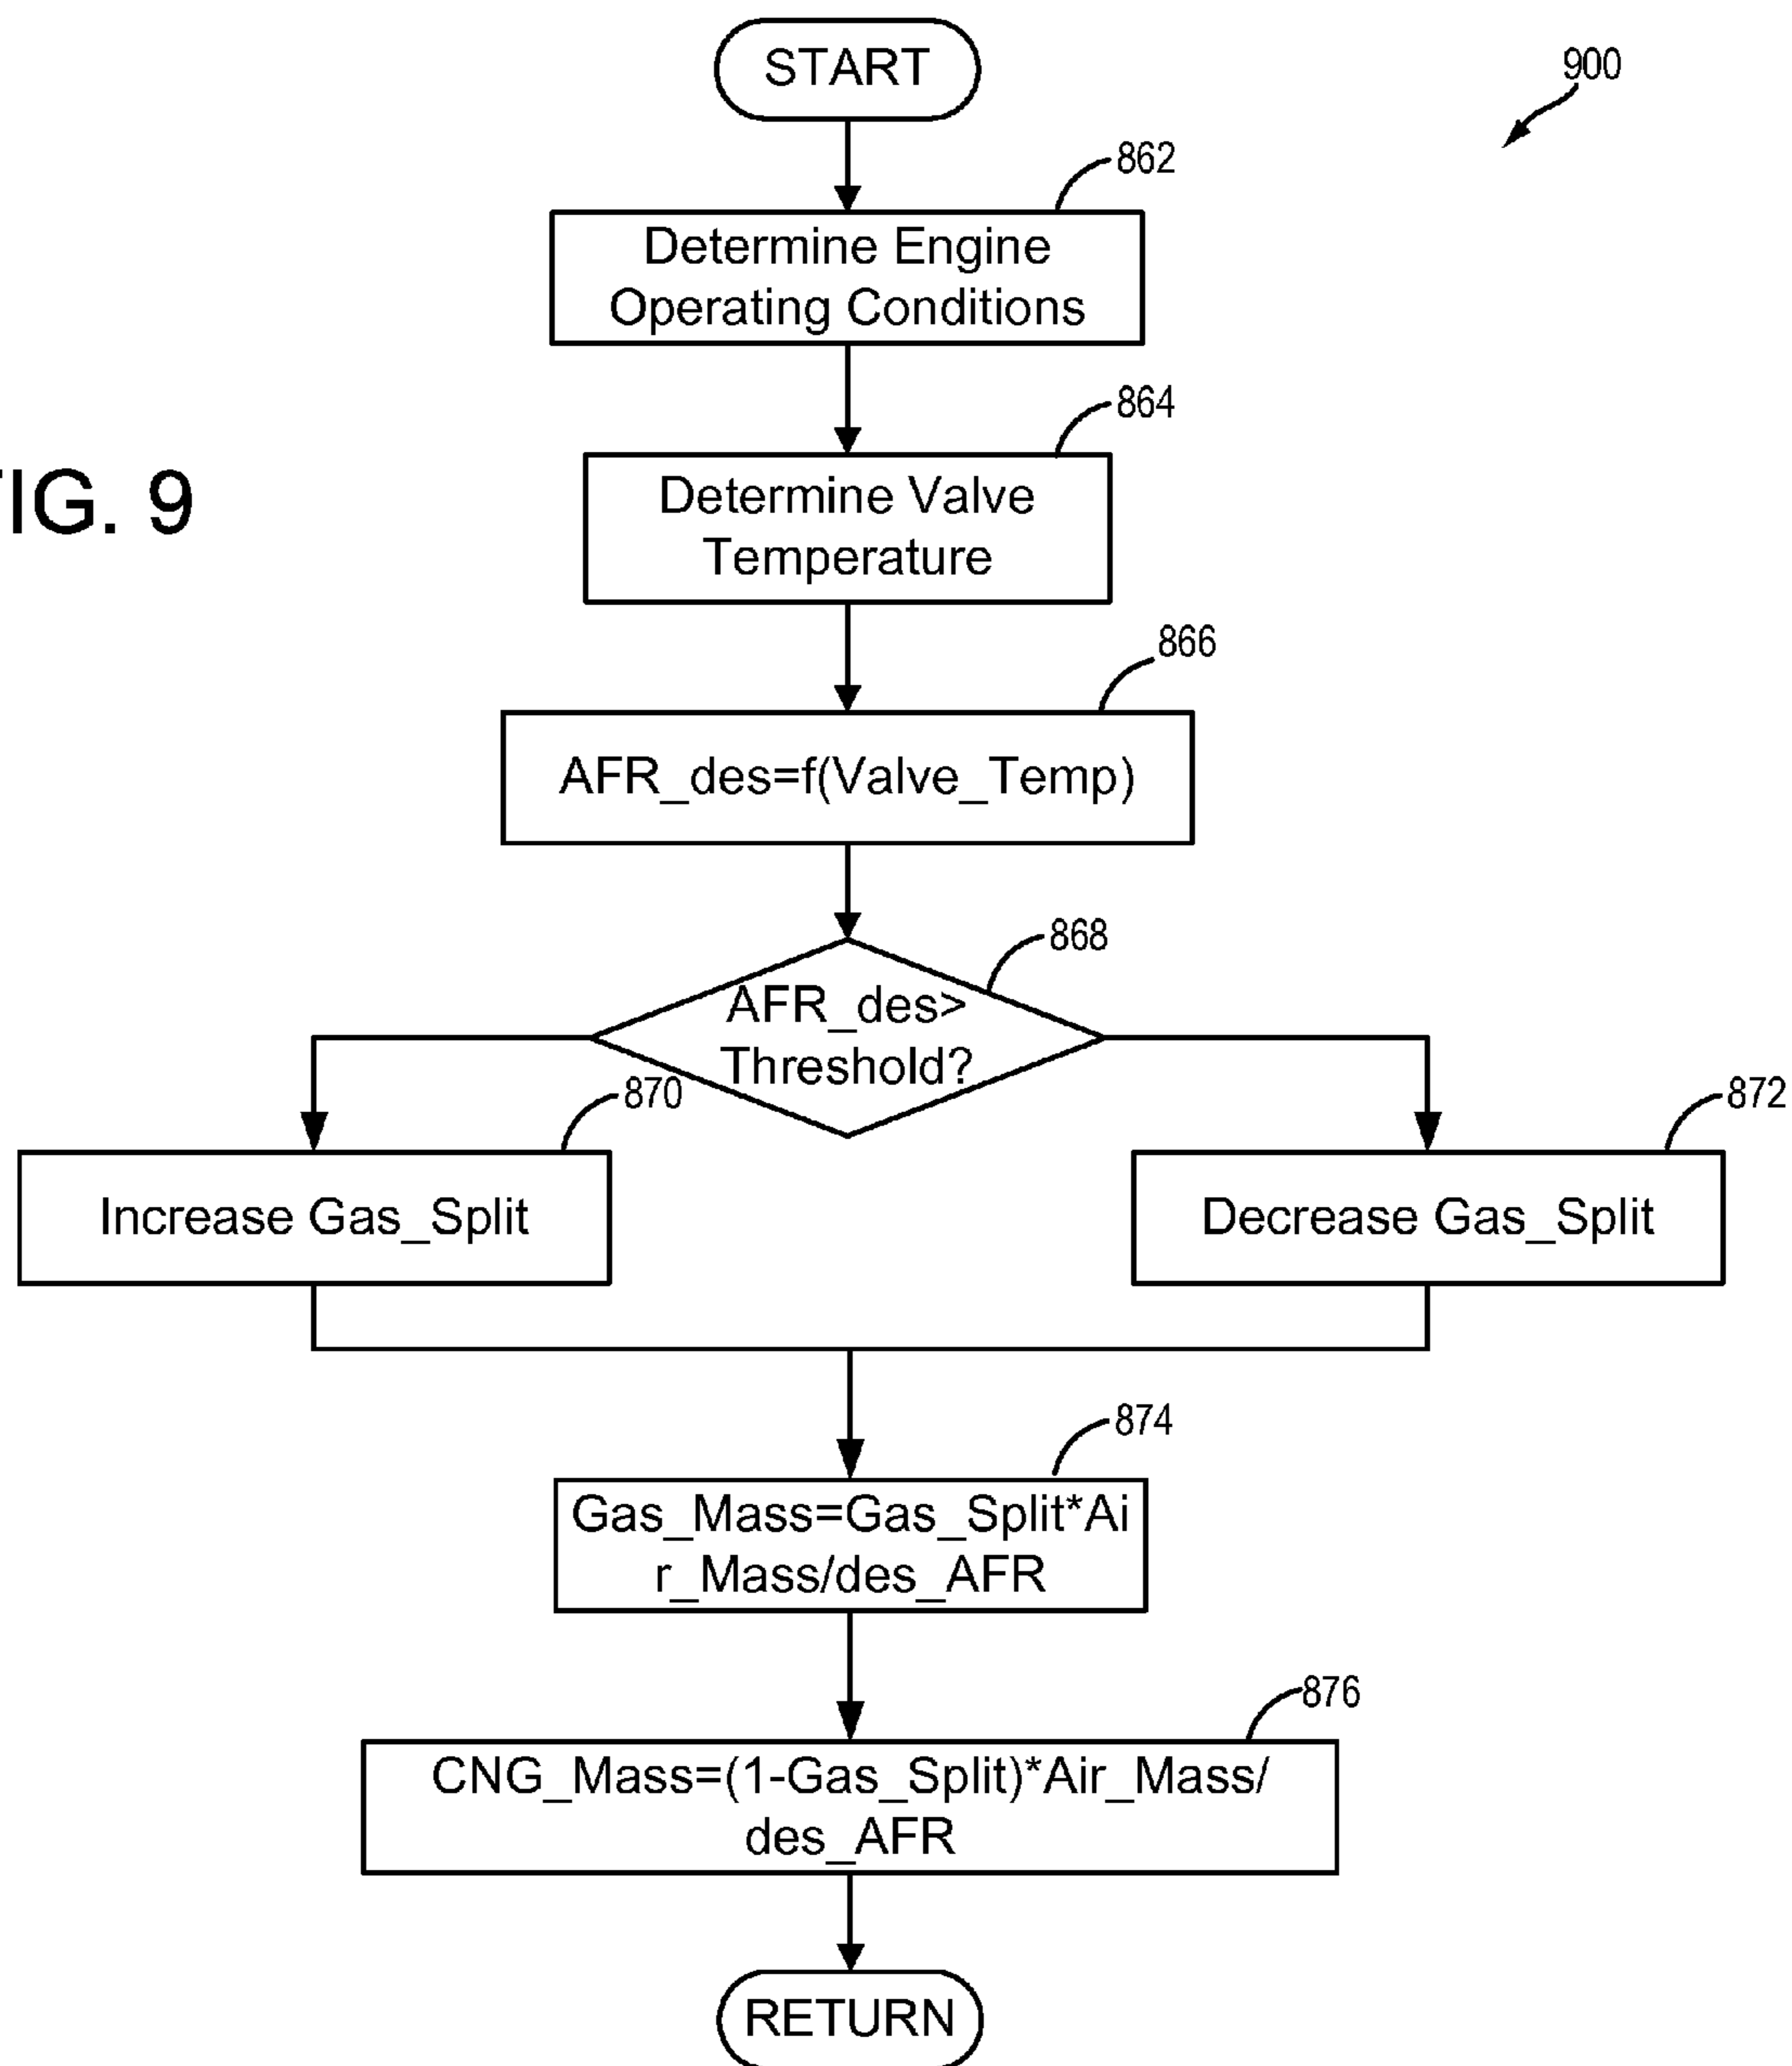 START
900
862
Determine Engine
Operating Conditions
864
Determine Valve
Temperature
IG. 9
866
AFR_des=f(Valve_Temp)
868
AFR_des>
Threshold?
870
872
Increase Gas_Split
Decrease Gas_Split
874
Gas_Mass=Gas_Split*Ai
r_Mass/des_AFR
876
CNG_Mass=(1-Gas_Split)*Air_Mass/
des_AFR
RETURN